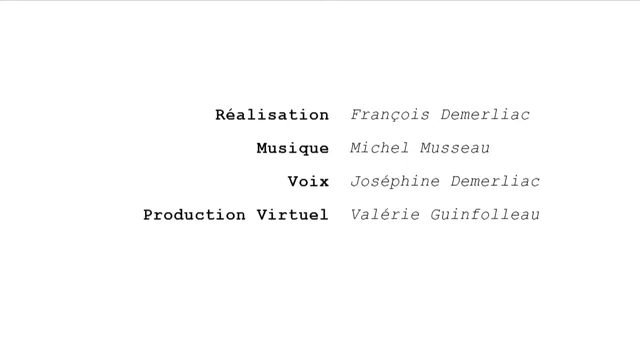 Réalisation François Demerliac
Musique Michel Musseau
Voix Joséphine Demerliac
Production Virtuel Valérie Guinfolleau